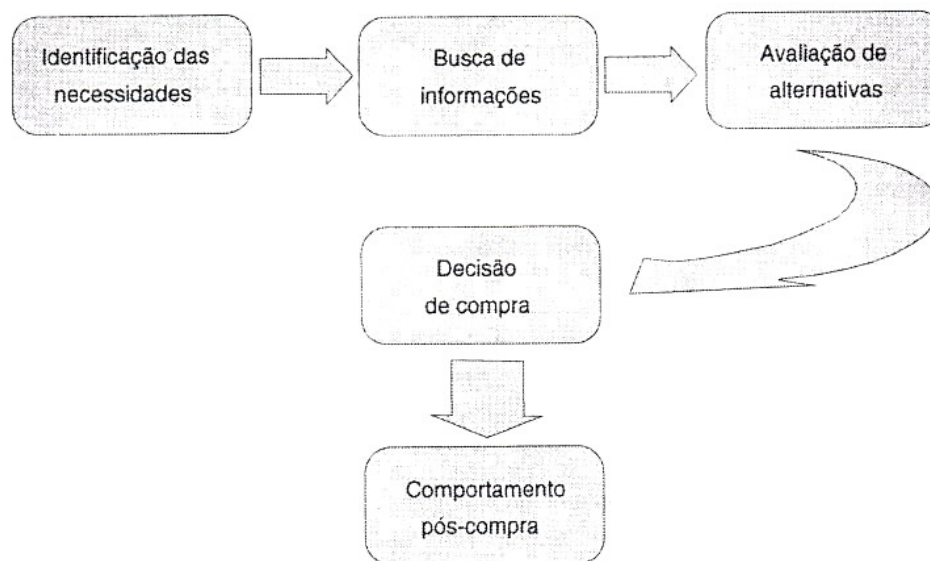 Identificação das
necessidades
Busca de
informações
Avaliação de
alternativas
Decisão
de compra
Comportamento
pós-compra